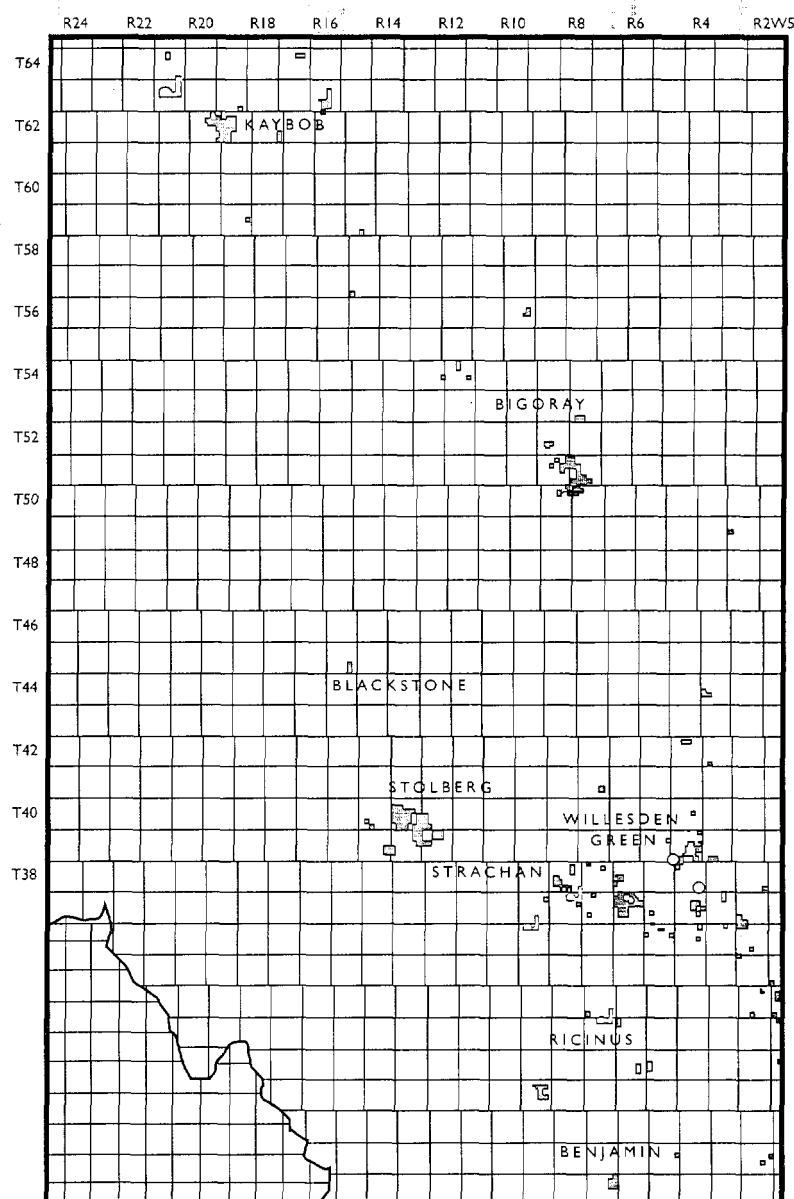 R24 R22 R20 R18 R16 R14 R12 R10 R8 R6 R4 R2W5
T64
T62
KAYBOB
T60
T58
T56
T54
BIGORAY
T52
T50
T48
T46
T44
BLACKSTONE
T42
STOLBERG
T40
WILLESDEN
GREEN
T38
STRACHAN
RICINUS
BENJAMIN